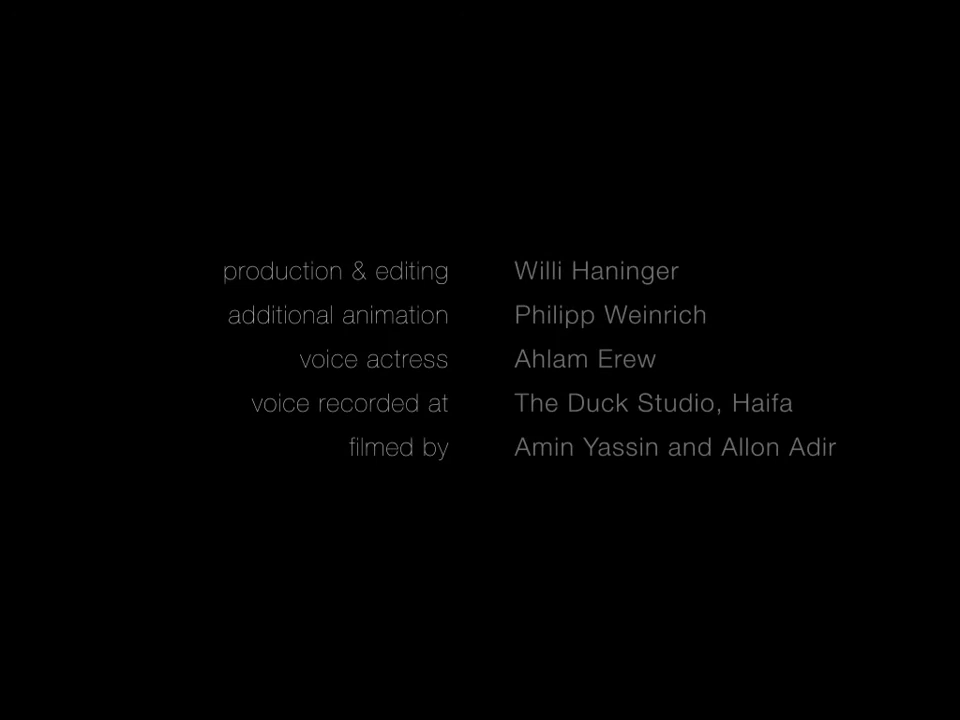 production & editing Willi Haninger
additional animation Philipp Weinrich
voice actress Ahlam Erew
voice recorded at The Duck Studio, Haifa
filmed by Amin Yassin and Allon Adir